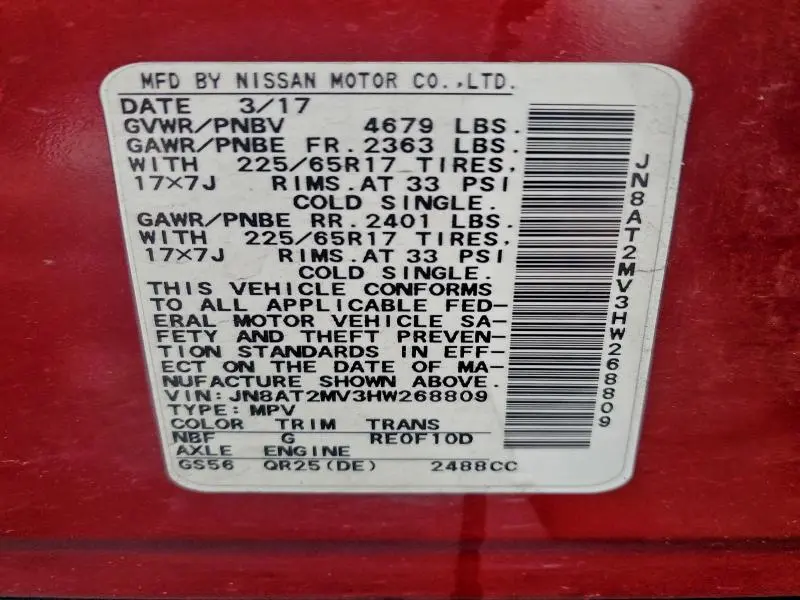 MFD BY NISSAN MOTOR CO.,LTD.
DATE 3/17
GVWR/PNBV 4679 LBS.
GAWR/PNBE FR.2363 LBS.
WITH 225/65R17 TIRES,
17×7J RIMS.AT 33 PSI
COLD SINGLE.
GAWR/PNBE RR.2401 LBS.
WITH 225/65R17 TIRES,
17×7J RIMS.AT 33 PSI
COLD SINGLE.
THIS VEHICLE CONFORMS
TO ALL APPLICABLE FED-
ERAL MOTOR VEHICLE SA-
FETY AND THEFT PREVEN-
TION STANDARDS IN EFF-
ECT ON THE DATE OF MA-
NUFACTURE SHOWN ABOVE.
VIN:JN8AT2MV3HW268809
TYPE:MPV
COLOR TRIM TRANS
NBF G RE0F10D
AXLE ENGINE
GS56 QR25(DE) 2488CC
JN8AT2MV3HW268809